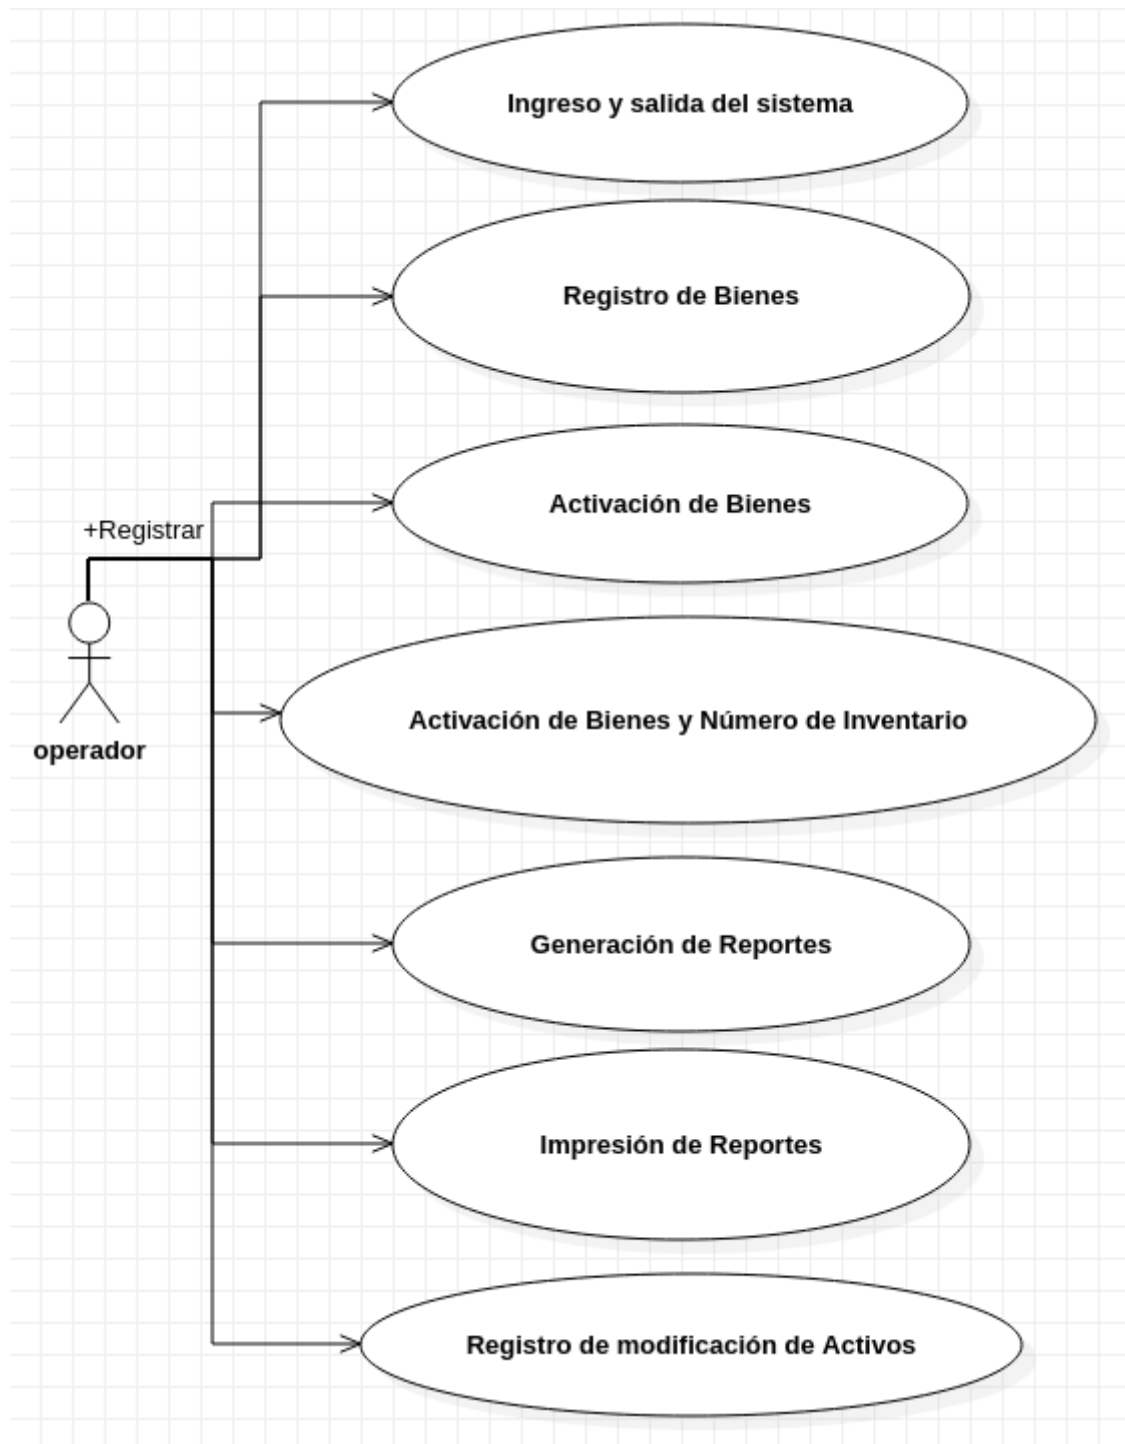 Ingreso y salida del sistema
Registro de Bienes
Activación de Bienes
+Registrar
operador
Activación de Bienes y Número de Inventario
Generación de Reportes
Impresión de Reportes
Registro de modificación de Activos